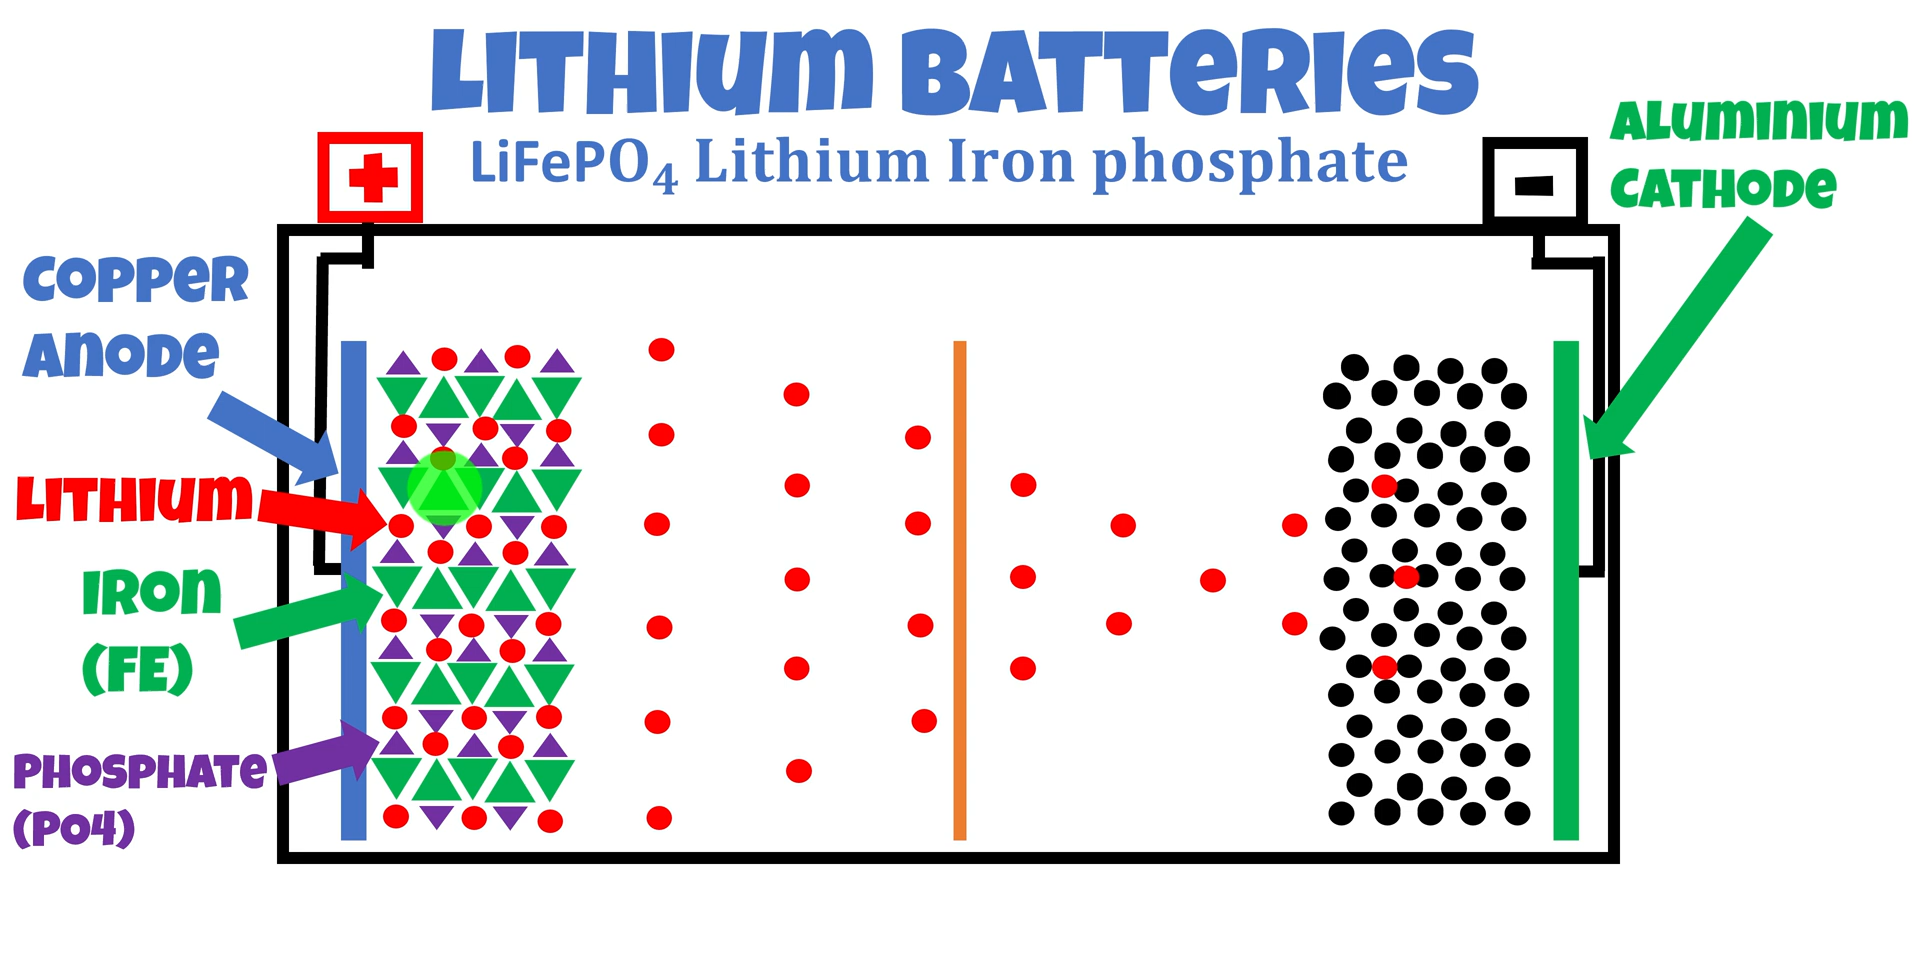 LITHIUM BATTERIES
LiFePO₄ Lithium Iron phosphate
+
-
ALUMINIUM
CATHODE
COPPER
ANODE
LITHIUM
IRON
(FE)
PHOSPHATE
(PO4)